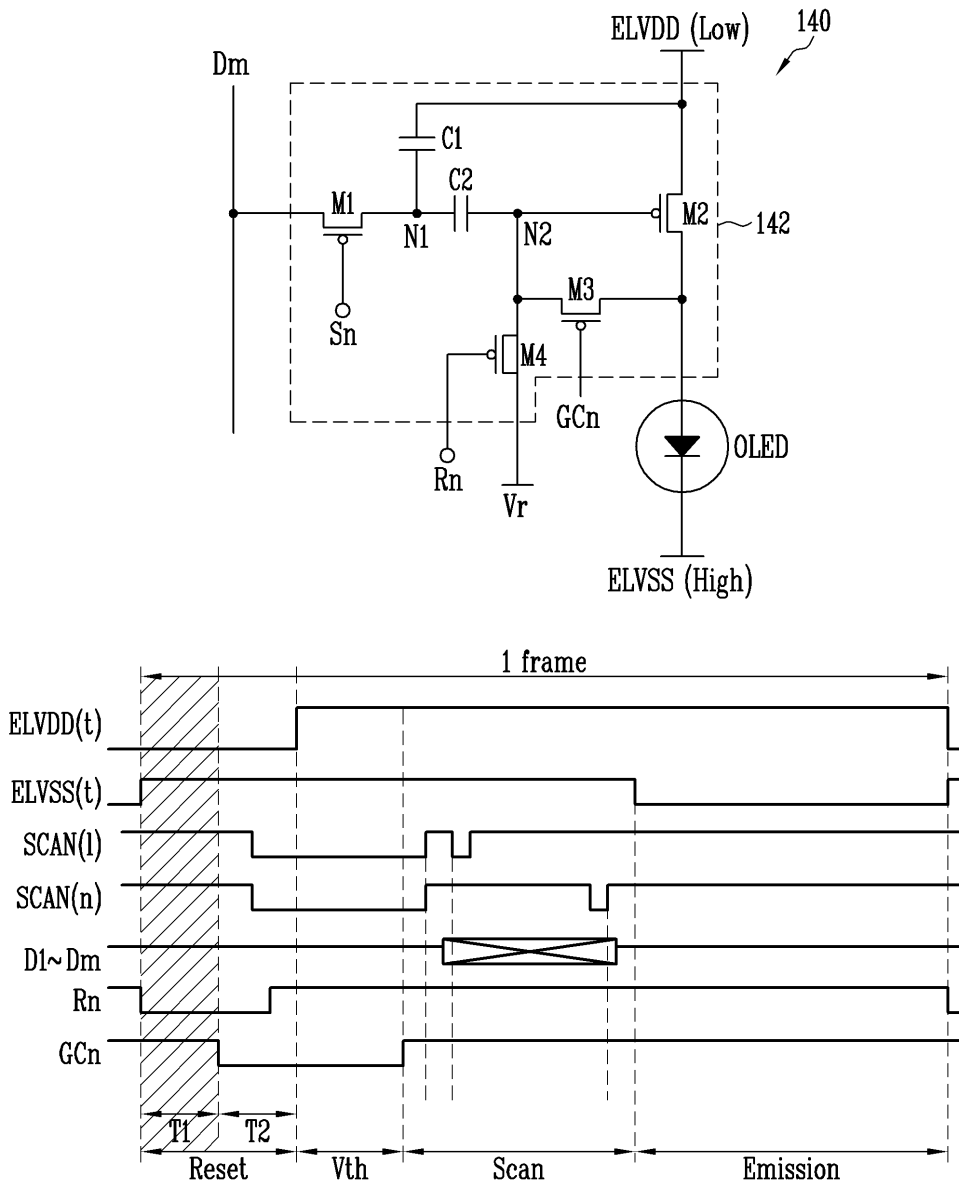 ELVDD (Low)
140
Dm
C1
C2
M1
M2
142
N1
N2
M3
Sn
M4
GCn
OLED
Rn
Vr
ELVSS (High)
1 frame
ELVDD(t)
ELVSS(t)
SCAN(1)
SCAN(n)
D1~Dm
Rn
GCn
T1
T2
Reset
Vth
Scan
Emission